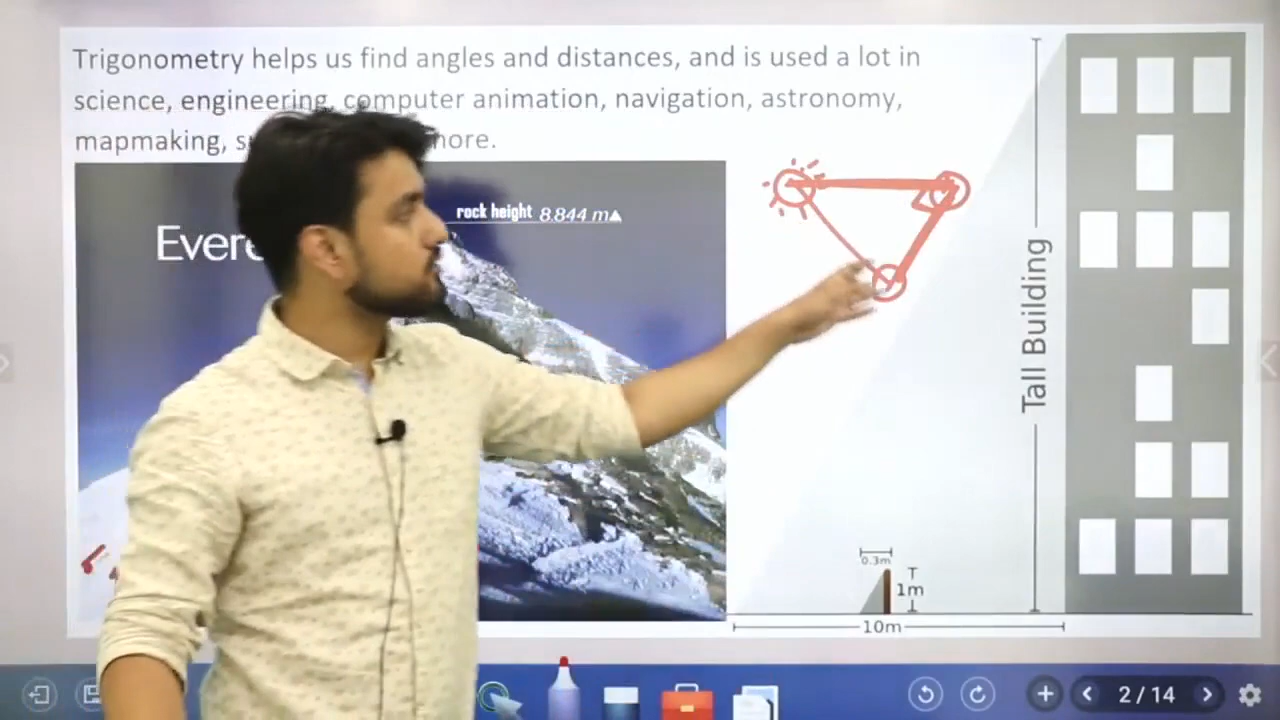 Trigonometry helps us find angles and distances, and is used a lot in
science, engineering, computer animation, navigation, astronomy,
mapmaking,
rock height 8.844 m▲
Tall Building
0.3m
1m
10m
2 / 14